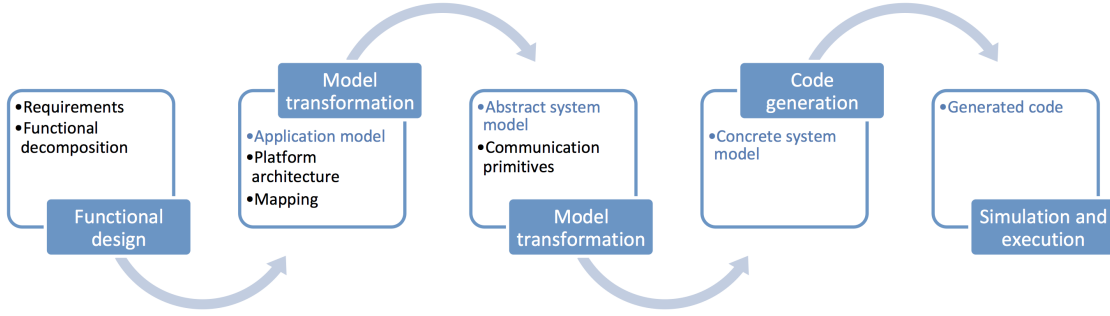 •Requirements
•Functional
decomposition
Functional
design
Model
transformation
•Application model
•Platform
architecture
•Mapping
•Abstract system
model
•Communication
primitives
Model
transformation
Code
generation
•Concrete system
model
•Generated code
Simulation and
execution